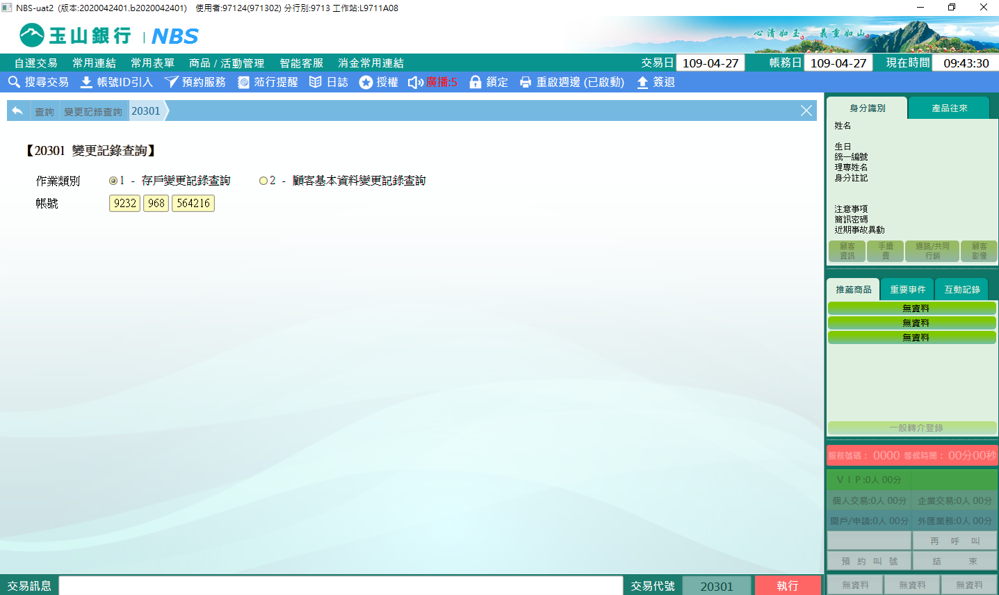 NBS-uat2 (版本:2020042401.b2020042401) 使用者:97124(971302) 分行別:9713 工作站:L9711A08
玉山銀行 | NBS
心清如玉。 義重如山。
自選交易 常用連結 常用表單 商品 / 活動管理 智能客服 消金常用連結 交易日 109-04-27 帳務日 109-04-27 現在時間 09:43:30
搜尋交易 帳號ID引入 預約服務 蒞行提醒 日誌 授權 廣播:5 鎖定 重啟週邊 (已啟動) 簽退
查詢 變更記錄查詢 20301
【20301 變更記錄查詢】
作業類別 1 - 存戶變更記錄查詢 2 - 顧客基本資料變更記錄查詢
帳號 9232 968 564216
身分識別 產品往來
姓名
生日
統一編號
理專姓名
身分註記
注意事項
簡訊密碼
近期事故異動
顧客資訊 手續費 通路/共同行銷 顧客影像
推薦商品 重要事件 互動記錄
無資料
無資料
無資料
一般轉介登錄
服務號碼： 0000 等候時間： 00分00秒
ＶＩＰ:0人 00分
個人交易:0人 00分 企業交易:0人 00分
開戶/申請:0人 00分 外匯業務:0人 00分
再 呼 叫
預 約 叫 號 結 束
無資料 無資料 無資料
交易訊息 交易代號 20301 執行